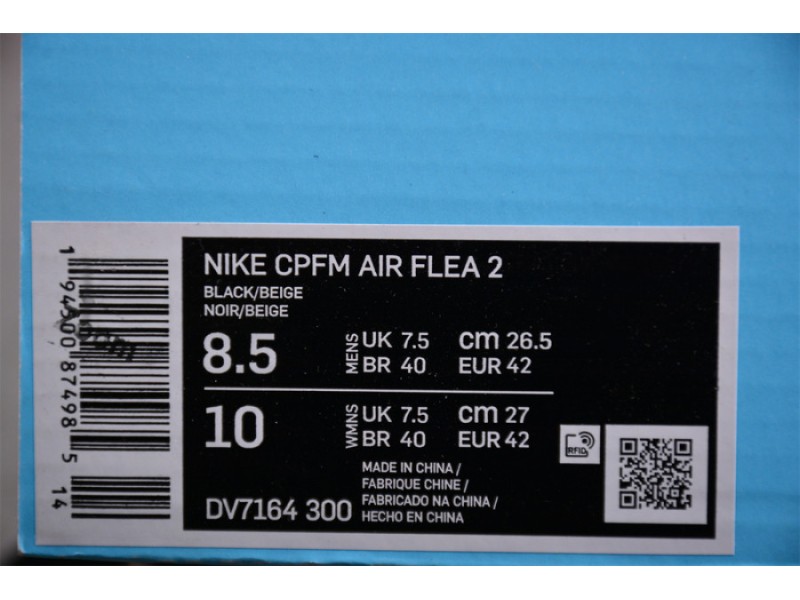 NIKE CPFM AIR FLEA 2
BLACK/BEIGE
NOIR/BEIGE
8.5 MENS UK 7.5 cm 26.5
BR 40 EUR 42
10 WMNS UK 7.5 cm 27
BR 40 EUR 42
MADE IN CHINA /
FABRIQUE CHINE /
FABRICADO NA CHINA /
HECHO EN CHINA
DV7164 300
RFID
87498 5
14